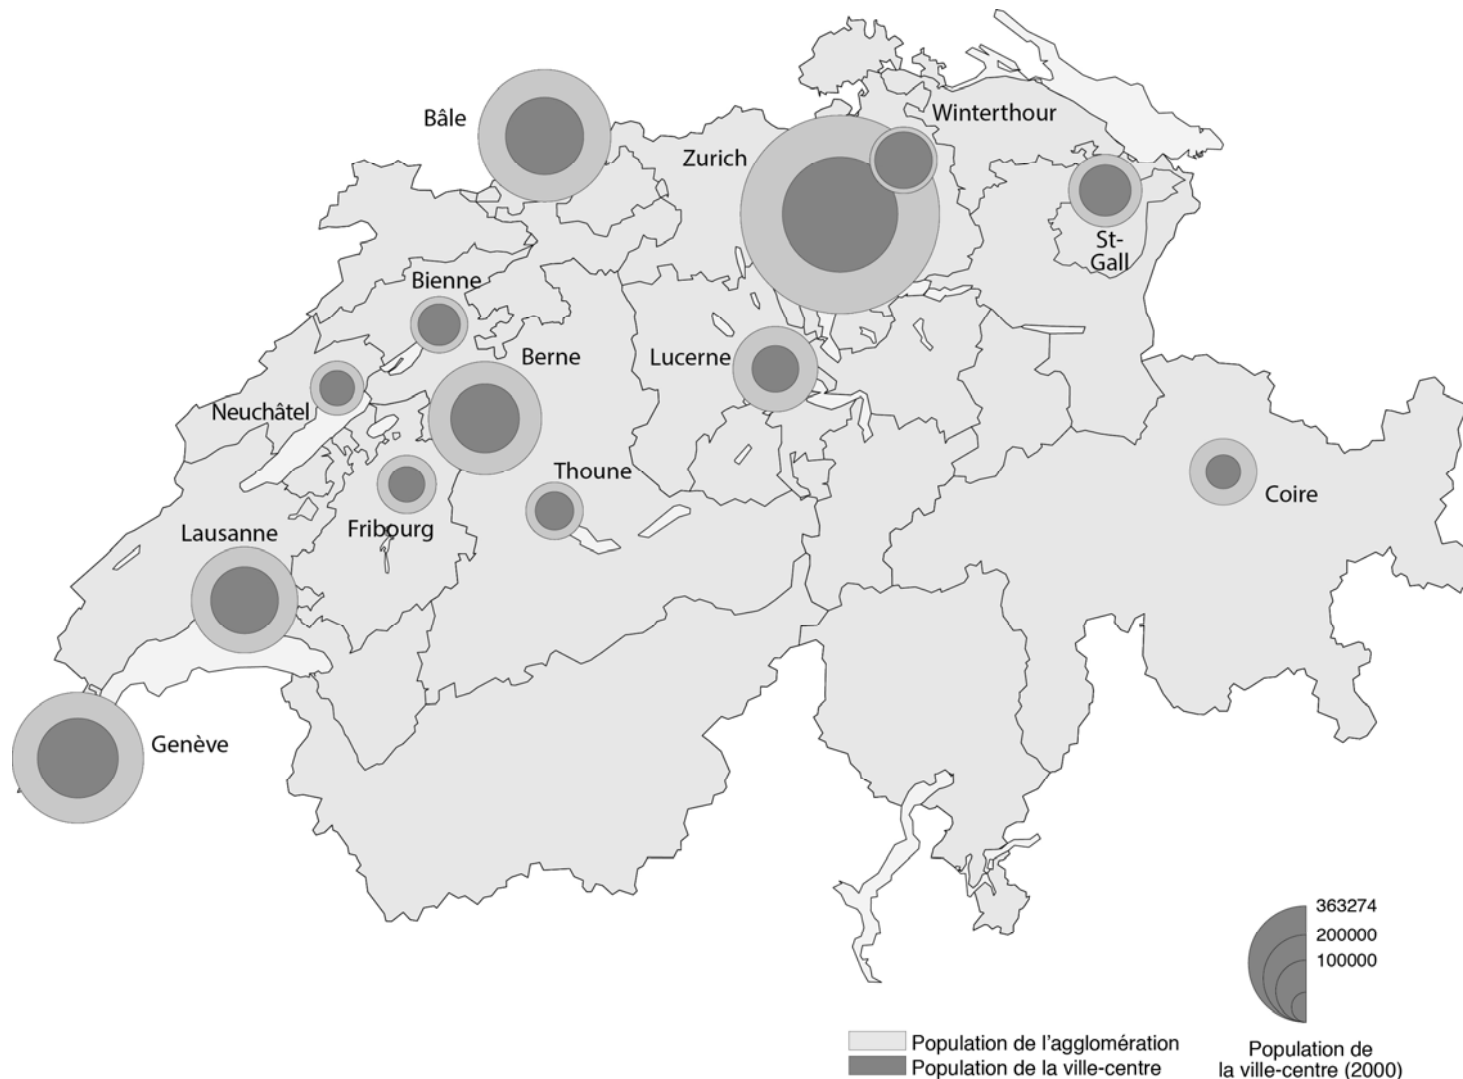 Bâle
Winterthour
Zurich
St-
Gall
Bienne
Berne
Lucerne
Neuchâtel
Thoune
Coire
Lausanne
Fribourg
Genève
363274
200000
100000
Population de l'agglomération
Population de la ville-centre
Population de
la ville-centre (2000)